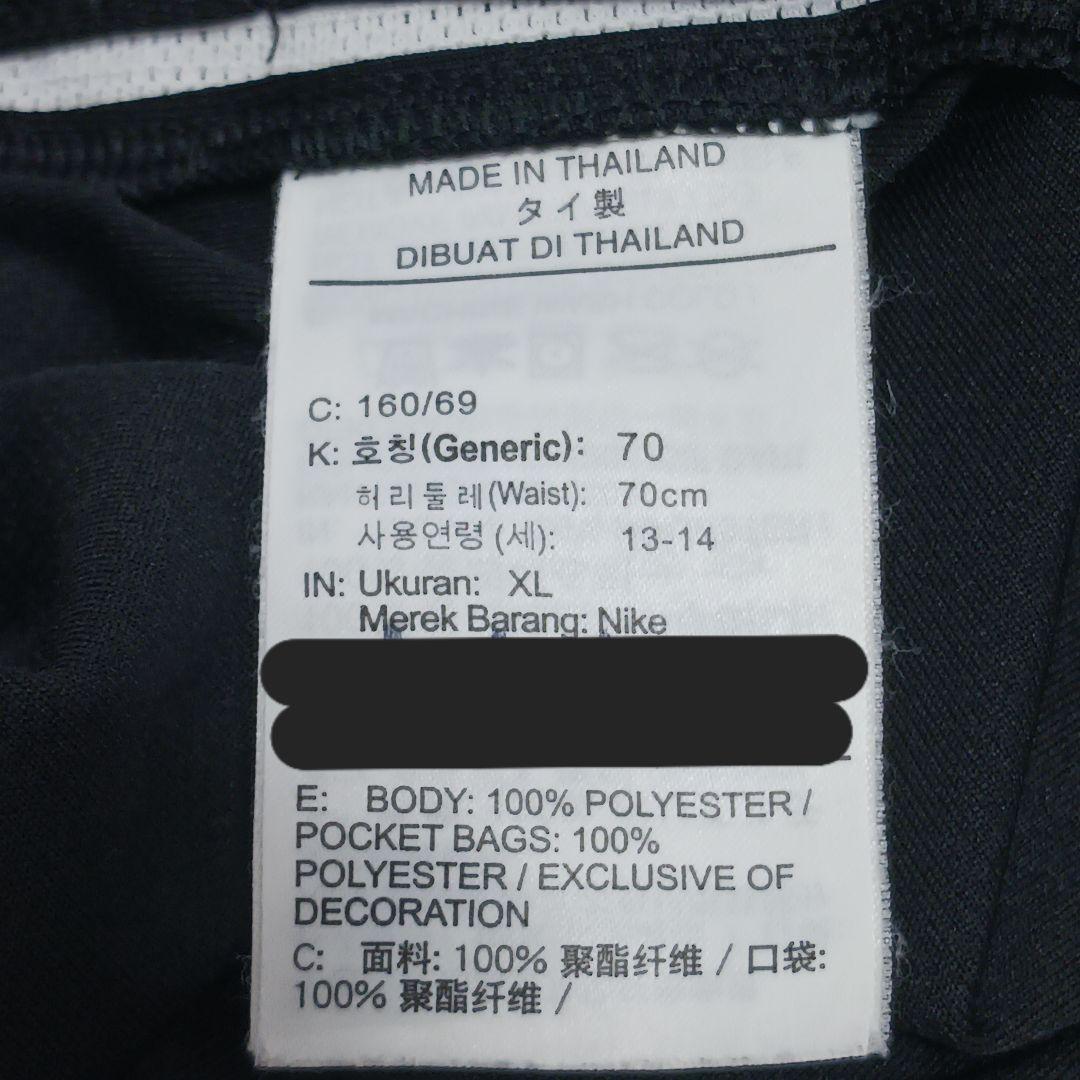 MADE IN THAILAND
タイ製
DIBUAT DI THAILAND
C: 160/69
K: 호칭(Generic): 70
허리둘레(Waist): 70cm
사용연령(세): 13-14
IN: Ukuran: XL
Merek Barang: Nike
E: BODY: 100% POLYESTER /
POCKET BAGS: 100%
POLYESTER / EXCLUSIVE OF
DECORATION
C: 面料: 100% 聚酯纤维 / 口袋:
100% 聚酯纤维 /